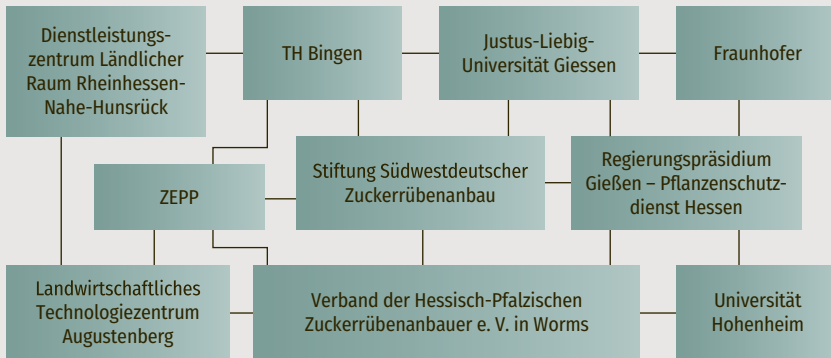 Dienstleistungs-
zentrum Ländlicher
Raum Rheinhessen-
Nahe-Hunsrück
TH Bingen
Justus-Liebig-
Universität Giessen
Fraunhofer
ZEPP
Stiftung Südwestdeutscher
Zuckerrübenanbau
Regierungspräsidium
Gießen – Pflanzenschutz-
dienst Hessen
Landwirtschaftliches
Technologiezentrum
Augustenberg
Verband der Hessisch-Pfalzischen
Zuckerrübenanbauer e. V. in Worms
Universität
Hohenheim